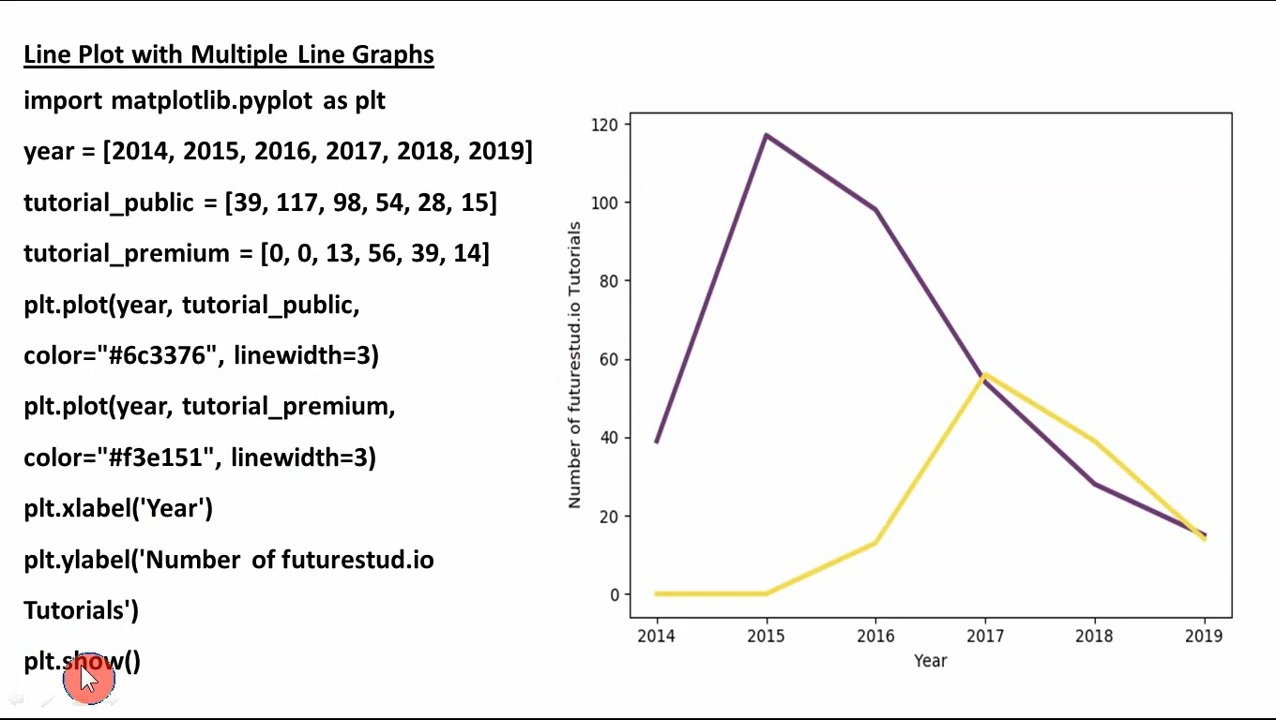 Line Plot with Multiple Line Graphs
import matplotlib.pyplot as plt
year = [2014, 2015, 2016, 2017, 2018, 2019]
tutorial_public = [39, 117, 98, 54, 28, 15]
tutorial_premium = [0, 0, 13, 56, 39, 14]
plt.plot(year, tutorial_public,
color="#6c3376", linewidth=3)
plt.plot(year, tutorial_premium,
color="#f3e151", linewidth=3)
plt.xlabel('Year')
plt.ylabel('Number of futurestud.io
Tutorials')
plt.show()
Number of futurestud.io Tutorials
120
100
80
60
40
20
0
2014 2015 2016 2017 2018 2019
Year